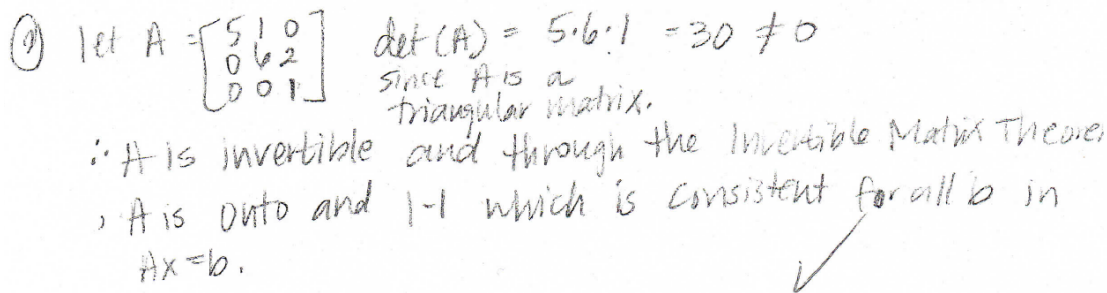 ① let A = [5 1 0 det (A) = 5·6·1 = 30 ≠ 0
0 6 2 since A is a
0 0 1] triangular matrix.
∴ A is invertible and through the Invertible Matrix Theorem
, A is onto and 1-1 which is consistent for all b in
Ax = b.